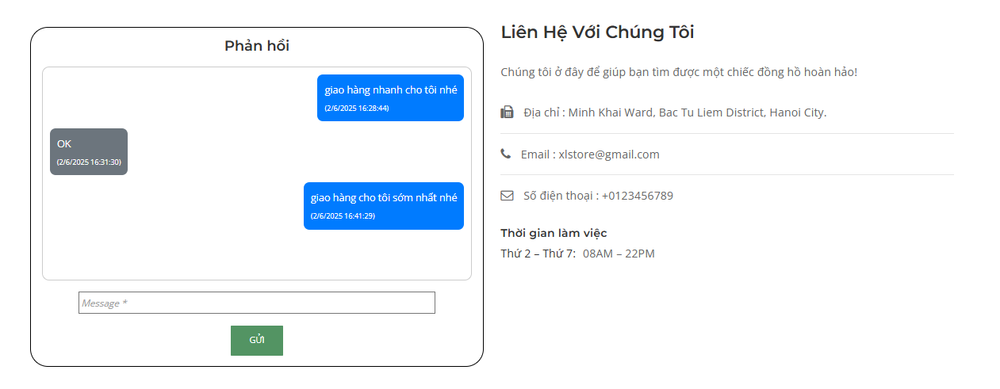 Phản hồi
giao hàng nhanh cho tôi nhé
(2/6/2025 16:28:44)
OK
(2/6/2025 16:31:30)
giao hàng cho tôi sớm nhất nhé
(2/6/2025 16:41:29)
Message *
GỬI
Liên Hệ Với Chúng Tôi
Chúng tôi ở đây để giúp bạn tìm được một chiếc đồng hồ hoàn hảo!
Địa chỉ : Minh Khai Ward, Bac Tu Liem District, Hanoi City.
Email : xlstore@gmail.com
Số điện thoại : +0123456789
Thời gian làm việc
Thứ 2 – Thứ 7: 08AM – 22PM